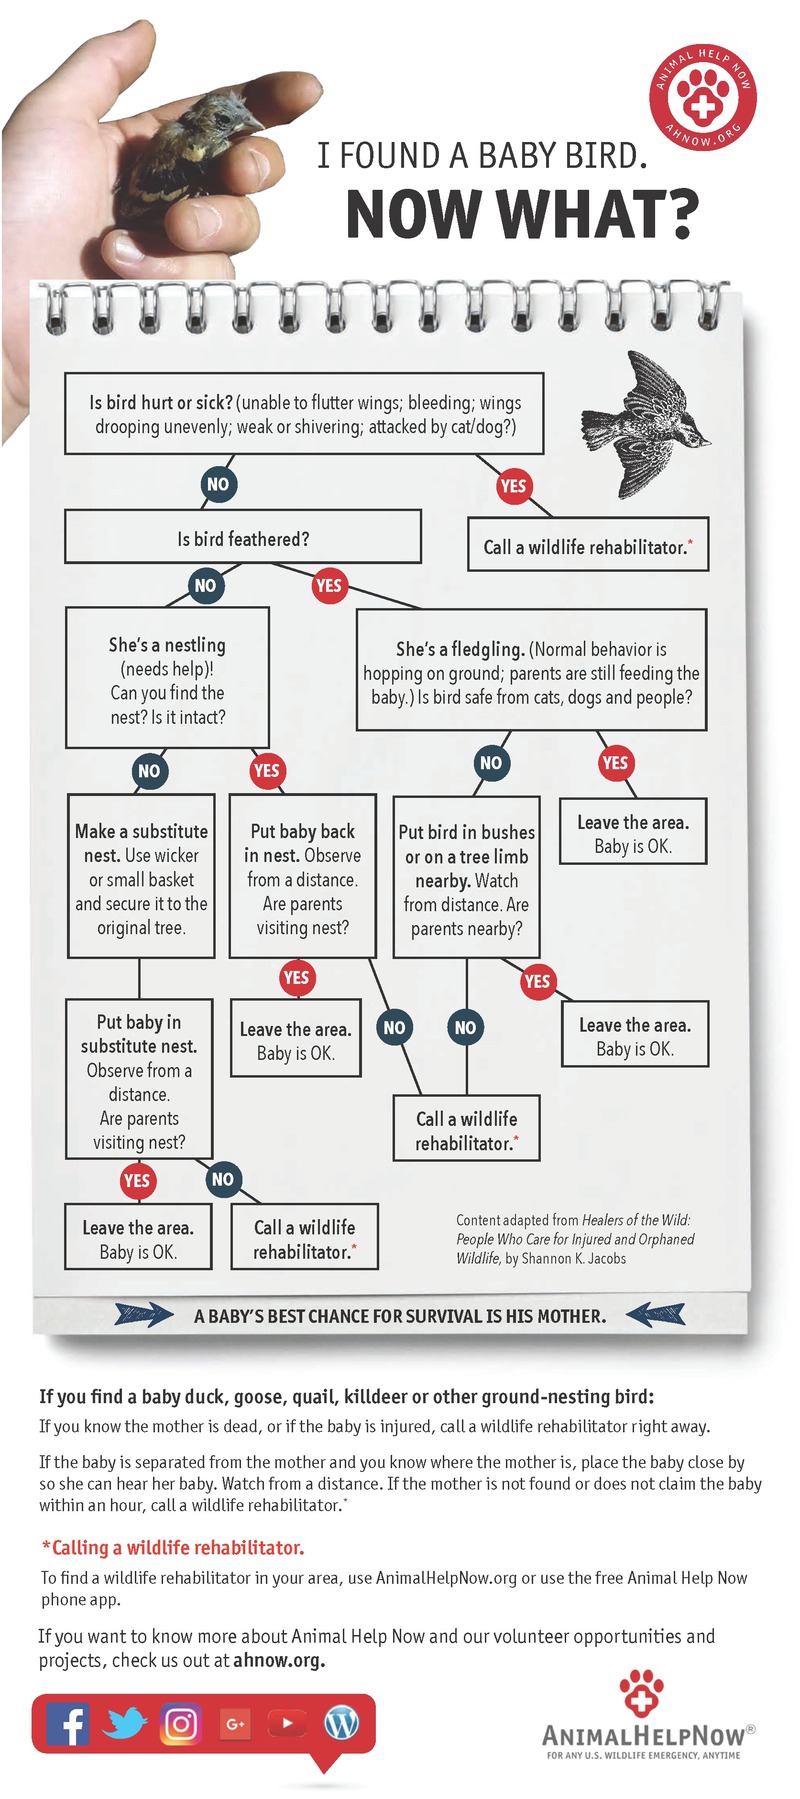 ANIMAL HELP NOW
AHNOW.ORG
I FOUND A BABY BIRD.
NOW WHAT?
Is bird hurt or sick? (unable to flutter wings; bleeding; wings
drooping unevenly; weak or shivering; attacked by cat/dog?)
NO
YES
Is bird feathered?
Call a wildlife rehabilitator.*
NO
YES
She's a nestling
(needs help)!
Can you find the
nest? Is it intact?
She's a fledgling. (Normal behavior is
hopping on ground; parents are still feeding the
baby.) Is bird safe from cats, dogs and people?
NO
YES
NO
YES
Make a substitute
nest. Use wicker
or small basket
and secure it to the
original tree.
Put baby back
in nest. Observe
from a distance.
Are parents
visiting nest?
Put bird in bushes
or on a tree limb
nearby. Watch
from distance. Are
parents nearby?
Leave the area.
Baby is OK.
YES
NO
NO
YES
Put baby in
substitute nest.
Observe from a
distance.
Are parents
visiting nest?
Leave the area.
Baby is OK.
Leave the area.
Baby is OK.
Call a wildlife
rehabilitator.*
YES
NO
Leave the area.
Baby is OK.
Call a wildlife
rehabilitator.*
Content adapted from Healers of the Wild:
People Who Care for Injured and Orphaned
Wildlife, by Shannon K. Jacobs
A BABY'S BEST CHANCE FOR SURVIVAL IS HIS MOTHER.
If you find a baby duck, goose, quail, killdeer or other ground-nesting bird:
If you know the mother is dead, or if the baby is injured, call a wildlife rehabilitator right away.
If the baby is separated from the mother and you know where the mother is, place the baby close by
so she can hear her baby. Watch from a distance. If the mother is not found or does not claim the baby
within an hour, call a wildlife rehabilitator.*
*Calling a wildlife rehabilitator.
To find a wildlife rehabilitator in your area, use AnimalHelpNow.org or use the free Animal Help Now
phone app.
If you want to know more about Animal Help Now and our volunteer opportunities and
projects, check us out at ahnow.org.
G+
ANIMALHELPNOW®
FOR ANY U.S. WILDLIFE EMERGENCY, ANYTIME